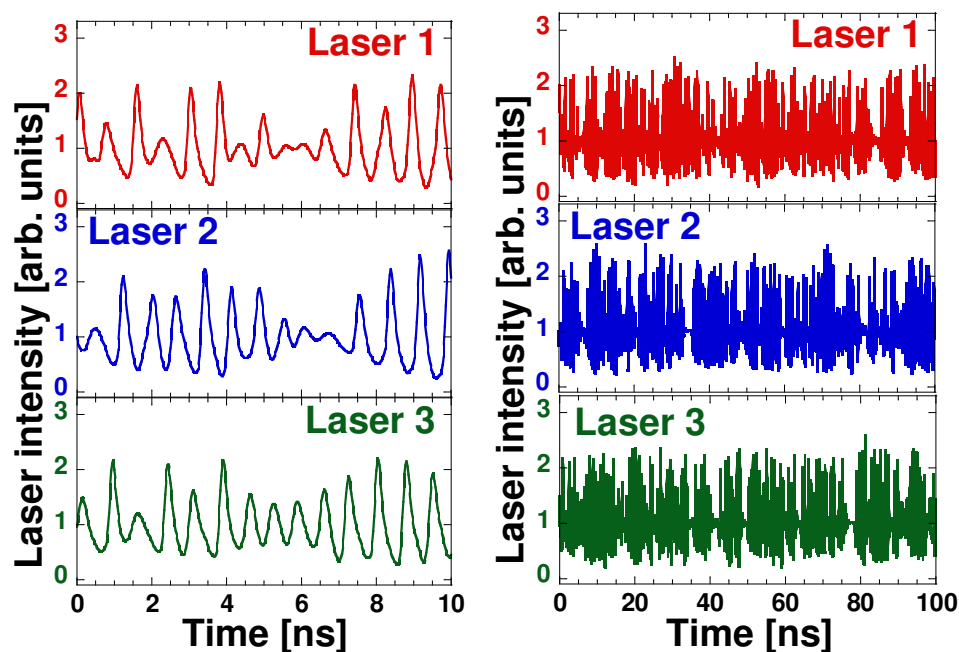 Laser intensity [arb. units]
3
Laser 1
2
1
0
3
Laser 2
2
1
0
3
Laser 3
2
1
0
0 2 4 6 8 10
Time [ns]
Laser intensity [arb. units]
3
Laser 1
2
1
0
3
Laser 2
2
1
0
3
Laser 3
2
1
0
0 20 40 60 80 100
Time [ns]